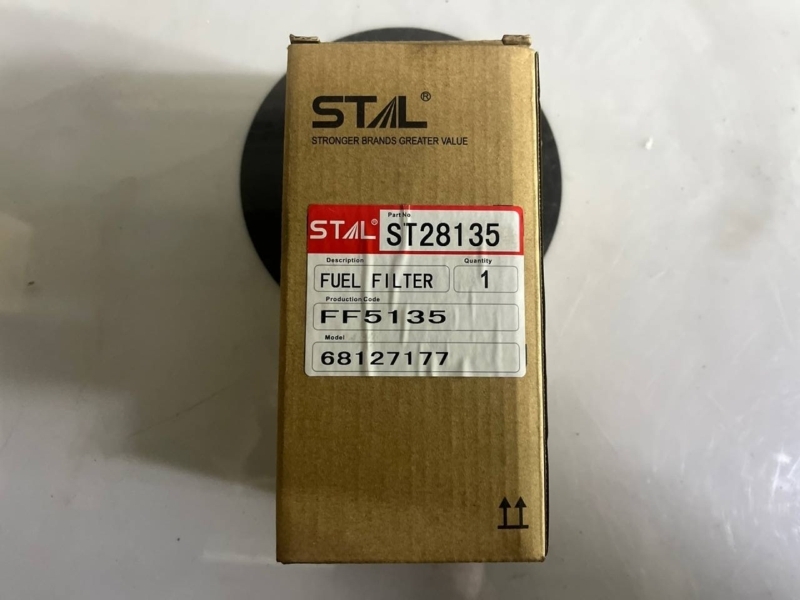 STAL®
STRONGER BRANDS GREATER VALUE
STAL®
Part No
ST28135
Description
Quantity
FUEL FILTER
1
Production Code
FF5135
Model
68127177